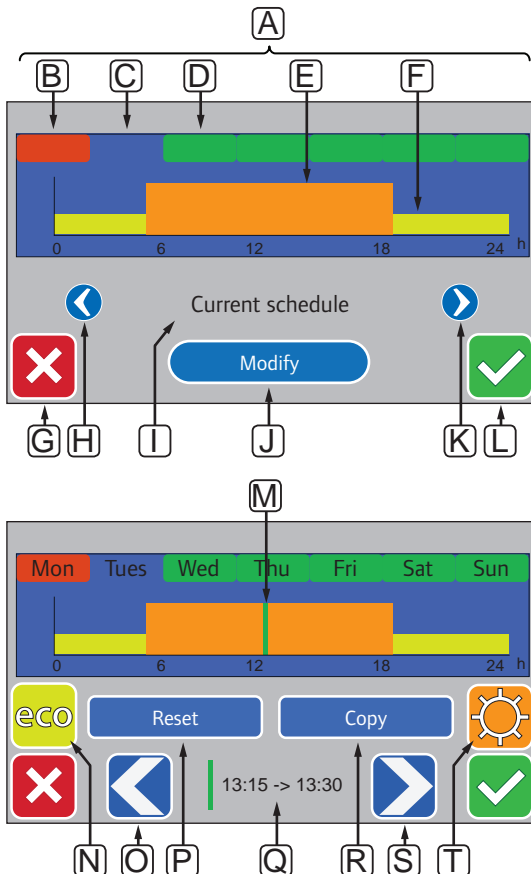 A
B C D E F
0 6 12 18 24 h
Current schedule
Modify
G H I J K L
M
Mon Tues Wed Thu Fri Sat Sun
0 6 12 18 24 h
eco Reset Copy
13:15 -> 13:30
N O P Q R S T